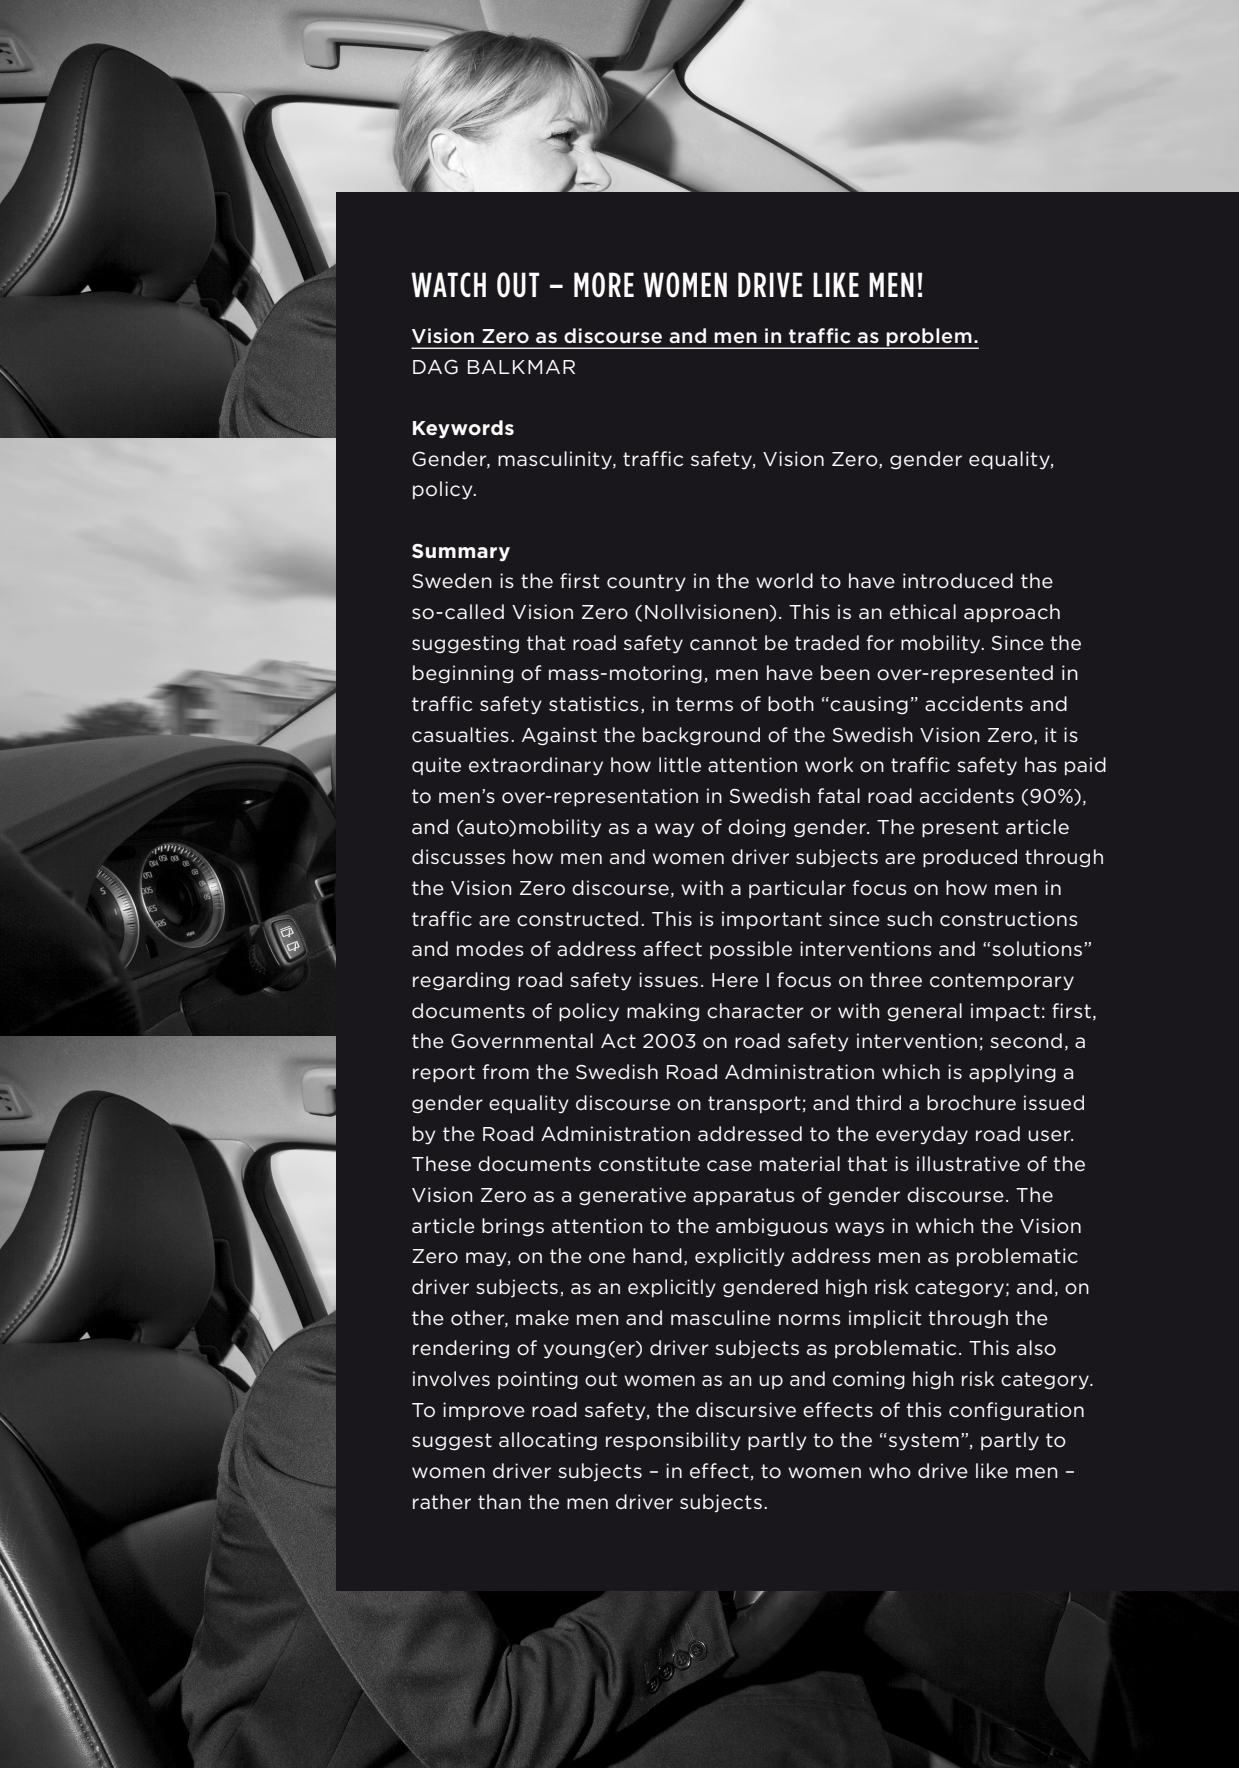 WATCH OUT – MORE WOMEN DRIVE LIKE MEN!
Vision Zero as discourse and men in traffic as problem.
DAG BALKMAR
Keywords
Gender, masculinity, traffic safety, Vision Zero, gender equality,
policy.
Summary
Sweden is the first country in the world to have introduced the
so-called Vision Zero (Nollvisionen). This is an ethical approach
suggesting that road safety cannot be traded for mobility. Since the
beginning of mass-motoring, men have been over-represented in
traffic safety statistics, in terms of both “causing” accidents and
casualties. Against the background of the Swedish Vision Zero, it is
quite extraordinary how little attention work on traffic safety has paid
to men’s over-representation in Swedish fatal road accidents (90%),
and (auto)mobility as a way of doing gender. The present article
discusses how men and women driver subjects are produced through
the Vision Zero discourse, with a particular focus on how men in
traffic are constructed. This is important since such constructions
and modes of address affect possible interventions and “solutions”
regarding road safety issues. Here I focus on three contemporary
documents of policy making character or with general impact: first,
the Governmental Act 2003 on road safety intervention; second, a
report from the Swedish Road Administration which is applying a
gender equality discourse on transport; and third a brochure issued
by the Road Administration addressed to the everyday road user.
These documents constitute case material that is illustrative of the
Vision Zero as a generative apparatus of gender discourse. The
article brings attention to the ambiguous ways in which the Vision
Zero may, on the one hand, explicitly address men as problematic
driver subjects, as an explicitly gendered high risk category; and, on
the other, make men and masculine norms implicit through the
rendering of young(er) driver subjects as problematic. This also
involves pointing out women as an up and coming high risk category.
To improve road safety, the discursive effects of this configuration
suggest allocating responsibility partly to the “system”, partly to
women driver subjects – in effect, to women who drive like men –
rather than the men driver subjects.